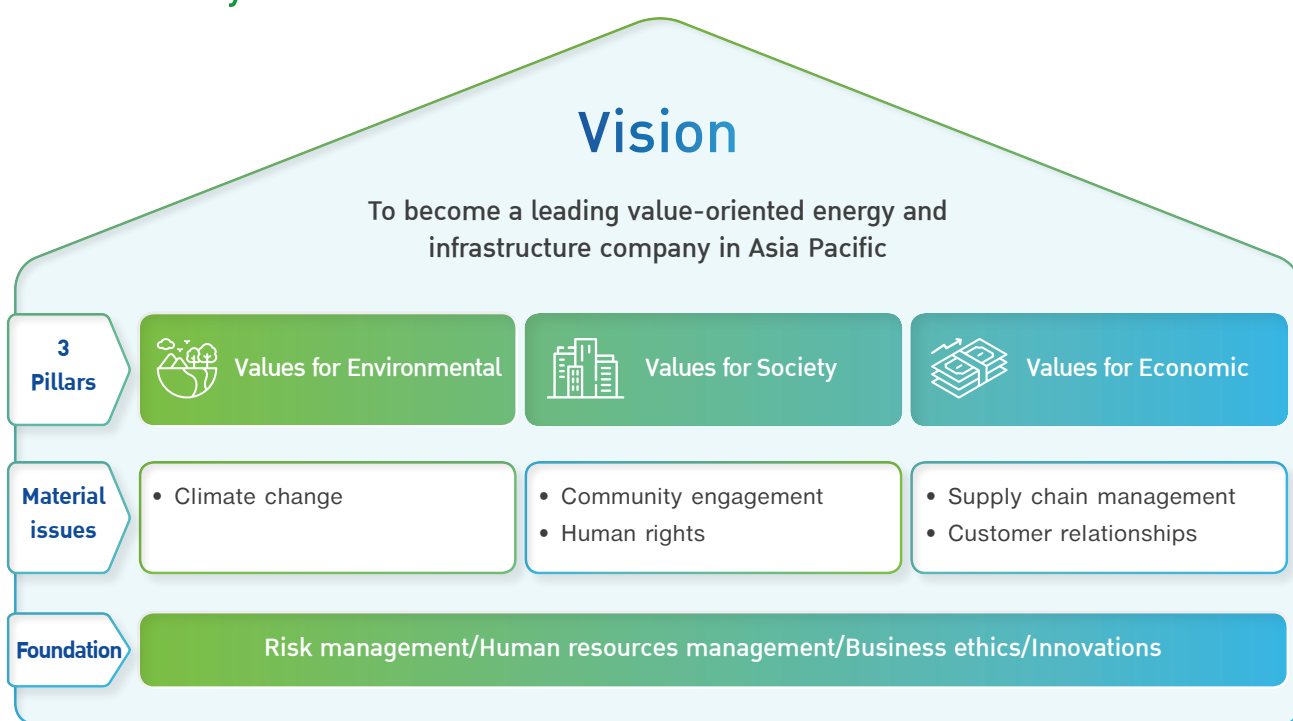 Vision
To become a leading value-oriented energy and
infrastructure company in Asia Pacific
3
Pillars
Values for Environmental
Values for Society
Values for Economic
Material
issues
• Climate change
• Community engagement
• Human rights
• Supply chain management
• Customer relationships
Foundation
Risk management/Human resources management/Business ethics/Innovations